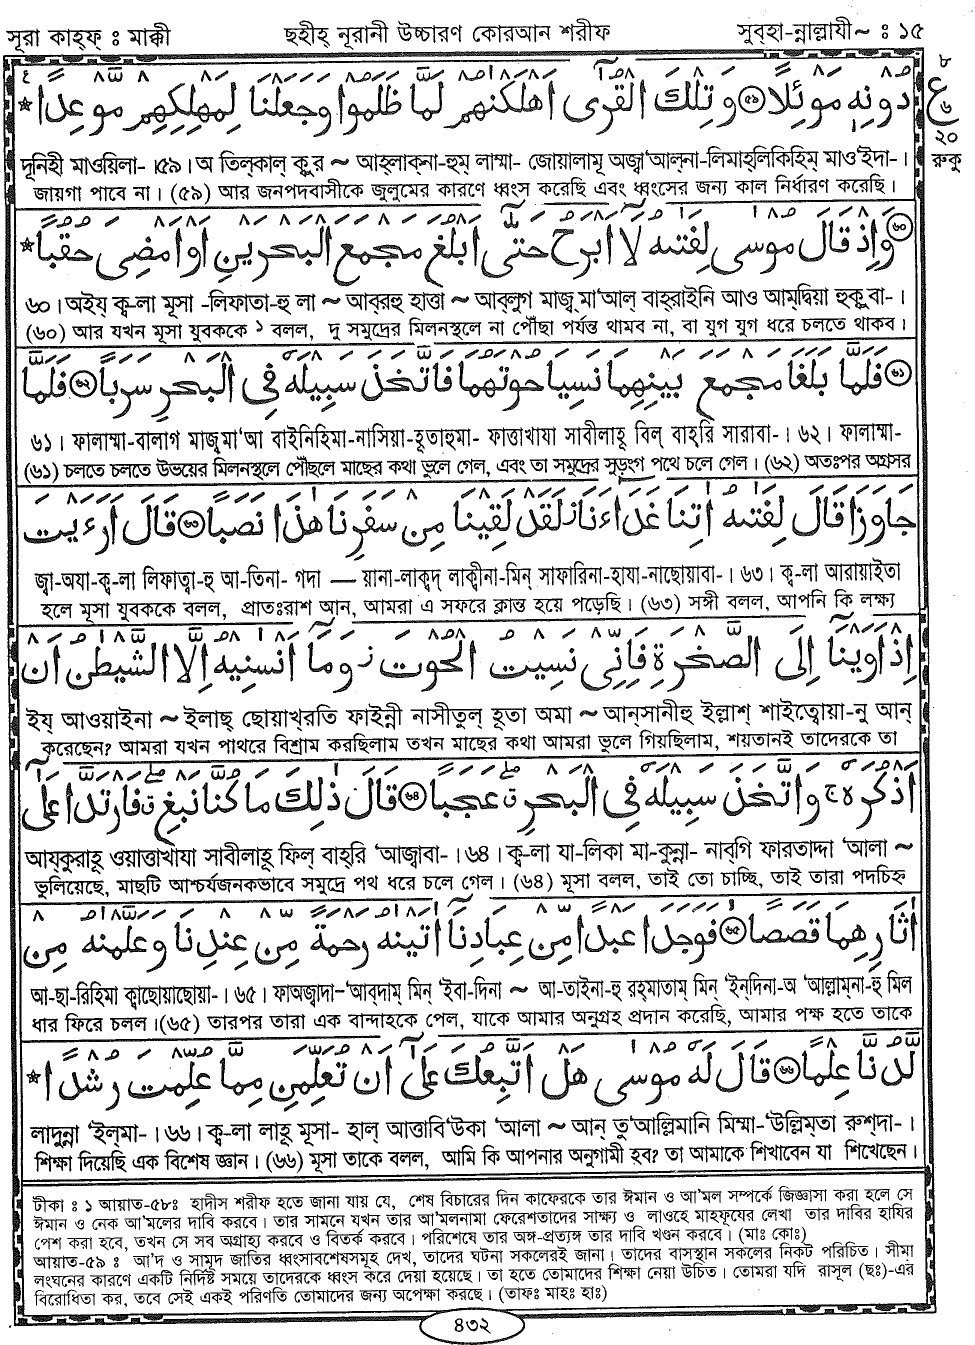 সূরা কাহ্ফ্ ঃ মাক্কী ছহীহ্ নূরানী উচ্চারণ কোরআন শরীফ সুব্হা-নাল্লাযী~ ঃ ১৫
دُونِهٖ مَوْئِلًا ﴿৫৯﴾ وَتِلْكَ الْقُرٰٓى اَهْلَكْنٰهُمْ لَمَّا ظَلَمُوْا وَجَعَلْنَا لِمَهْلِكِهِمْ مَّوْعِدًا
৮
ع
৬
২০
রুকু
দূনিহী মাওয়িলা-।৫৯। অ তিল্কাল্ কু র ~ আহ্লাক্না-হুম্ লাম্মা- জোয়ালামূ অজ্বা'আল্না-লিমাহ্লিকিহিম্ মাও'ইদা-।
জায়গা পাবে না। (৫৯) আর জনপদবাসীকে জুলুমের কারণে ধ্বংস করেছি এবং ধ্বংসের জন্য কাল নির্ধারণ করেছি।
﴿৬০﴾ وَاِذْ قَالَ مُوْسٰى لِفَتٰىهُ لَآ اَبْرَحُ حَتّٰٓى اَبْلُغَ مَجْمَعَ الْبَحْرَيْنِ اَوْ اَمْضِىَ حُقُبًا
৬০। অইয্ ক্ব-লা মূসা -লিফাতা-হু লা ~ আব্রহু হাত্তা ~ আব্লুগ মাজ্ব্ মা'আল্ বাহ্রাইনি আও আম্দ্বিয়া হুকুবা-।
(৬০) আর যখন মূসা যুবককে ১ বলল, দু সমুদ্রের মিলনস্থলে না পৌঁছা পর্যন্ত থামব না, বা যুগ যুগ ধরে চলতে থাকব।
﴿৬১﴾ فَلَمَّا بَلَغَا مَجْمَعَ بَيْنِهِمَا نَسِيَا حُوْتَهُمَا فَاتَّخَذَ سَبِيْلَهٗ فِى الْبَحْرِ سَرَبًا ﴿৬২﴾ فَلَمَّا
৬১। ফালাম্মা-বালাগ মাজ্ব্মা'আ বাইনিহিমা-নাসিয়া-হূতাহুমা- ফাত্তাখাযা সাবীলাহূ বিল্ বাহ্রি সারাবা-। ৬২। ফালাম্মা-
(৬১) চলতে চলতে উভয়ের মিলনস্থলে পৌঁছলে মাছের কথা ভুলে গেল, এবং তা সমুদ্রের সুড়ংগ পথে চলে গেল। (৬২) অতঃপর অগ্রসর
جَاوَزَا قَالَ لِفَتٰىهُ اٰتِنَا غَدَآءَنَا لَقَدْ لَقِيْنَا مِنْ سَفَرِنَا هٰذَا نَصَبًا ﴿৬৩﴾ قَالَ اَرَءَيْتَ
জ্বা-অযা-ক্ব-লা লিফাত্বা-হু আ-তিনা- গদা — য়ানা-লাক্বদ্ লাক্বীনা-মিন্ সাফারিনা-হাযা-নাছোয়াবা-। ৬৩। ক্ব-লা আরায়াইতা
হলে মূসা যুবককে বলল, প্রাতঃরাশ আন, আমরা এ সফরে ক্লান্ত হয়ে পড়েছি। (৬৩) সঙ্গী বলল, আপনি কি লক্ষ্য
اِذْ اَوَيْنَآ اِلَى الصَّخْرَةِ فَاِنِّىْ نَسِيْتُ الْحُوْتَ ز وَمَآ اَنْسٰنِيْهُ اِلَّا الشَّيْطٰنُ اَنْ
ইয্ আওয়াইনা ~ ইলাছ্ ছোয়াখ্রতি ফাইন্নী নাসীতুল্ হূতা অমা ~ আন্সানীহু ইল্লাশ্ শাইত্বোয়া-নু আন্
করেছেন? আমরা যখন পাথরে বিশ্রাম করছিলাম তখন মাছের কথা আমরা ভুলে গিয়ছিলাম, শয়তানই তাদেরকে তা
اَذْكُرَهٗ ج وَاتَّخَذَ سَبِيْلَهٗ فِى الْبَحْرِ عَجَبًا ﴿৬৪﴾ قَالَ ذٰلِكَ مَا كُنَّا نَبْغِ فَارْتَدَّا عَلٰٓى
আয্কুরাহূ ওয়াত্তাখাযা সাবীলাহূ ফিল্ বাহ্রি 'আজ্বাবা-।৬৪। ক্ব-লা যা-লিকা মা-কুন্না- নাব্গি ফারতাদ্দা 'আলা ~
ভুলিয়েছে, মাছটি আশ্চর্যজনকভাবে সমুদ্রে পথ ধরে চলে গেল। (৬৪) মূসা বলল, তাই তো চাচ্ছি, তাই তারা পদচিহ্ন
اٰثَارِهِمَا قَصَصًا ﴿৬৫﴾ فَوَجَدَا عَبْدًا مِّنْ عِبَادِنَآ اٰتَيْنٰهُ رَحْمَةً مِّنْ عِنْدِنَا وَعَلَّمْنٰهُ مِنْ
আ-ছা-রিহিমা ক্বাছোয়াছোয়া-। ৬৫। ফাঅজ্বাদা-'আব্দাম্ মিন্ 'ইবা-দিনা ~ আ-তাইনা-হু রহ্মাতাম্ মিন্ 'ইন্দিনা-অ 'আল্লাম্না-হু মিল
ধার ফিরে চলল।(৬৫) তারপর তারা এক বান্দাহকে পেল, যাকে আমার অনুগ্রহ প্রদান করেছি, আমার পক্ষ হতে তাকে
لَّدُنَّا عِلْمًا ﴿৬৬﴾ قَالَ لَهٗ مُوْسٰى هَلْ اَتَّبِعُكَ عَلٰٓى اَنْ تُعَلِّمَنِ مِمَّا عُلِّمْتَ رُشْدًا
লাদুন্না 'ইল্মা-। ৬৬। ক্ব-লা লাহূ মূসা- হাল্ আত্তাবি'উকা 'আলা ~ আন্ তু'আল্লিমানি মিম্মা-'উল্লিম্তা রুশ্দা-।
শিক্ষা দিয়েছি এক বিশেষ জ্ঞান। (৬৬) মূসা তাকে বলল, আমি কি আপনার অনুগামী হব? তা আমাকে শিখাবেন যা শিখেছেন।
টীকা ঃ ১ আয়াত-৫৮ঃ হাদীস শরীফ হতে জানা যায় যে, শেষ বিচারের দিন কাফেরকে তার ঈমান ও আ'মল সম্পর্কে জিজ্ঞাসা করা হলে সে
ঈমান ও নেক আ'মলের দাবি করবে। তার সামনে যখন তার আ'মলনামা ফেরেশতাদের সাক্ষ্য ও লাওহে মাহফূযের লেখা তার দাবির হাযির
পেশ করা হবে, তখন সে সব অগ্রাহ্য করবে ও বিতর্ক করবে। পরিশেষে তার অঙ্গ-প্রত্যঙ্গ তার দাবি খণ্ডন করবে। (মাঃ কোঃ)
আয়াত-৫৯ ঃ আ'দ ও সামূদ জাতির ধ্বংসাবশেষসমূহ দেখ, তাদের ঘটনা সকলেরই জানা। তাদের বাসস্থান সকলের নিকট পরিচিত। সীমা
লংঘনের কারণে একটি নির্দিষ্ট সময়ে তাদেরকে ধ্বংস করে দেয়া হয়েছে। তা হতে তোমাদের শিক্ষা নেয়া উচিত। তোমরা যদি রাসূল (ছঃ)-এর
বিরোধিতা কর, তবে সেই একই পরিণতি তোমাদের জন্য অপেক্ষা করছে। (তাফঃ মাহঃ হাঃ)
৪৩২